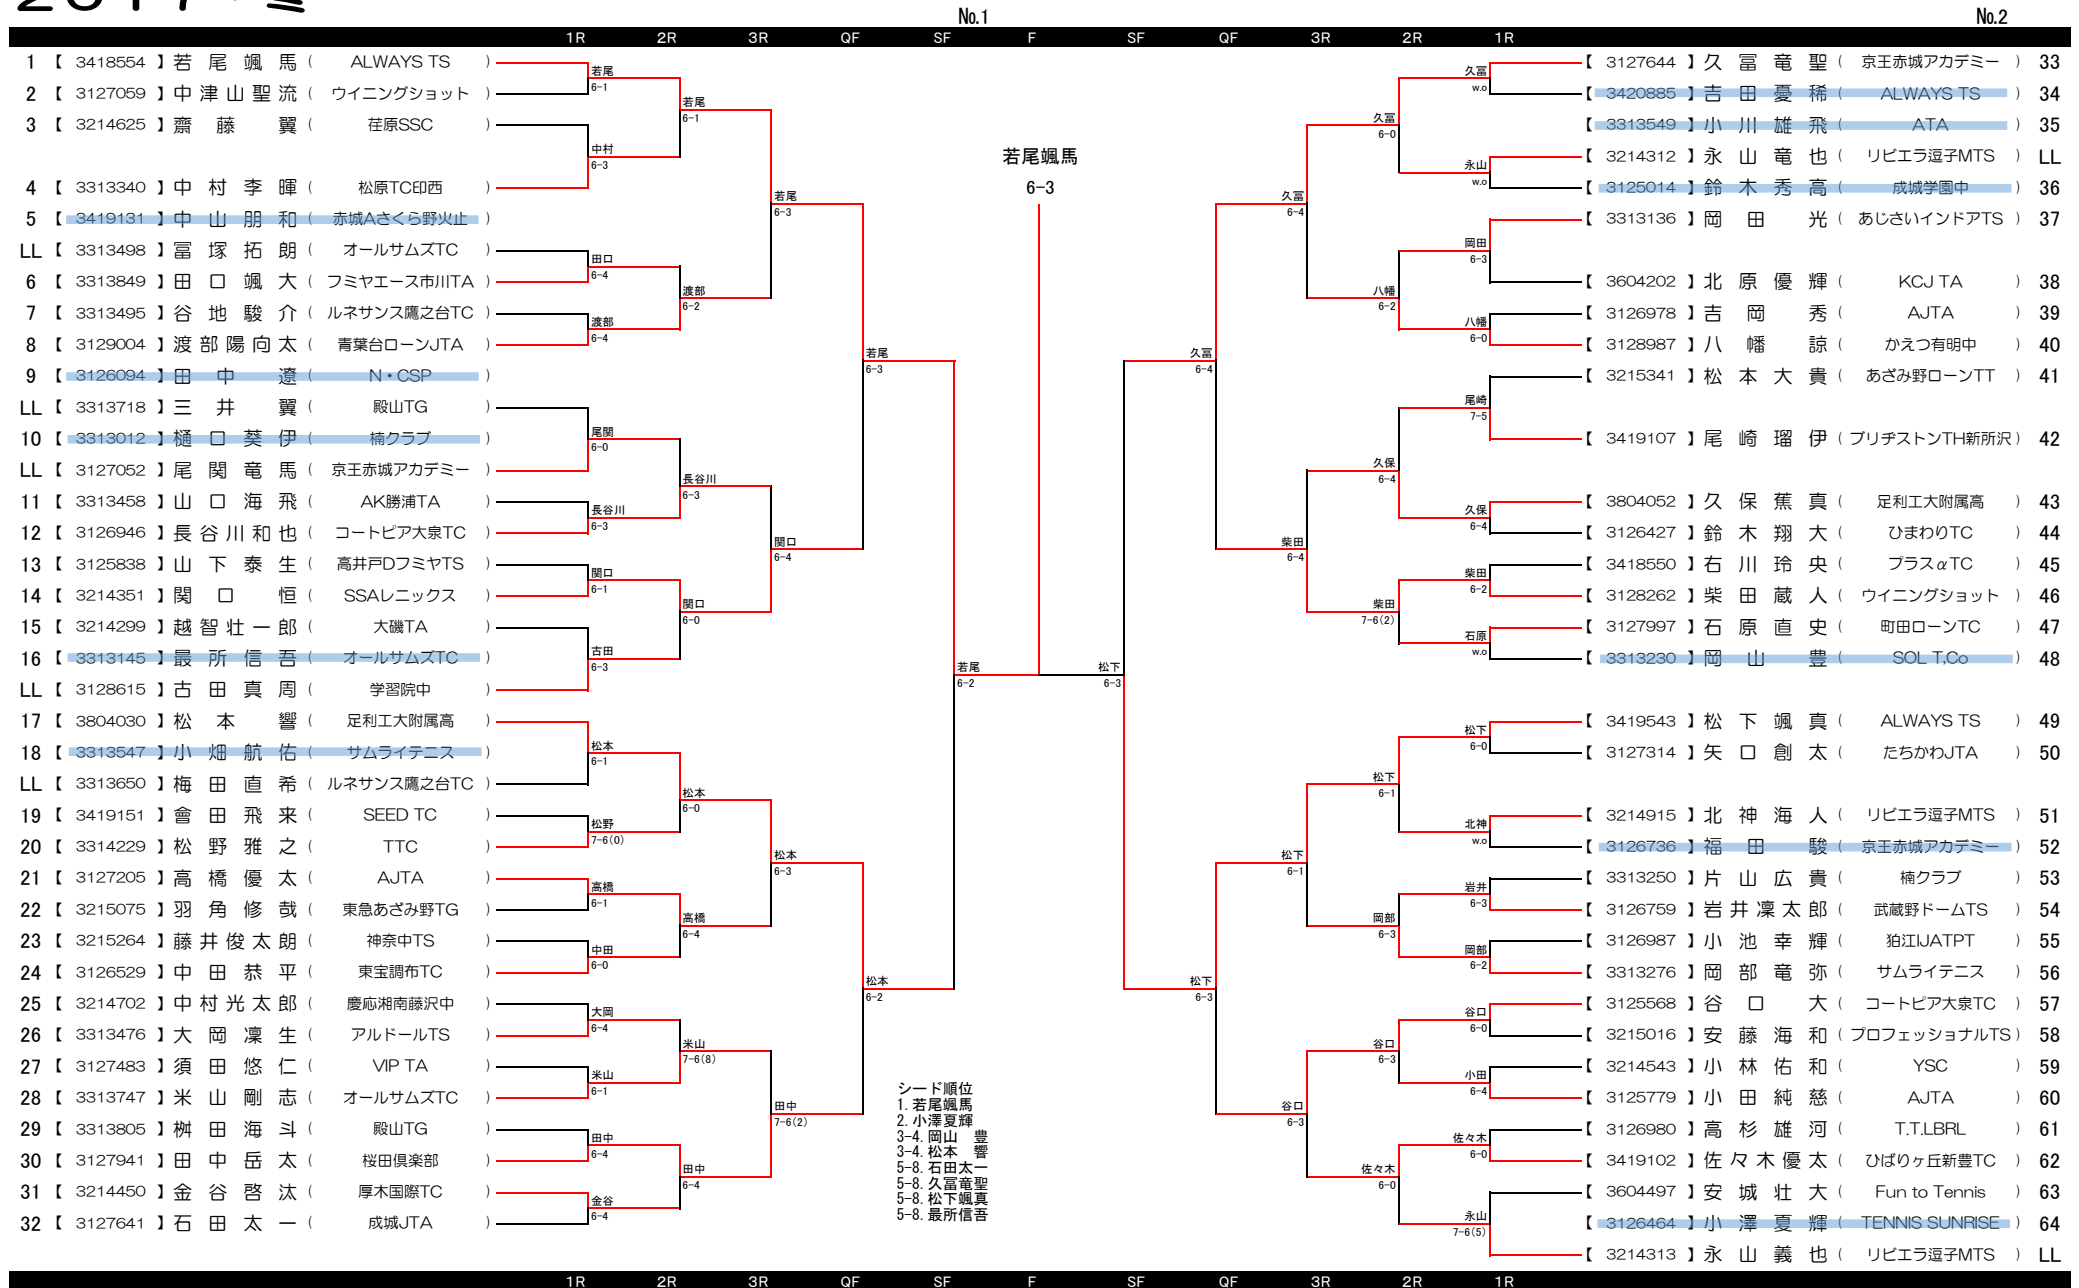 2017・冬
No.1
No.2
1R 2R 3R QF SF F SF QF 3R 2R 1R
1 【 3418554 】 若尾颯馬 ( ALWAYS TS )
2 【 3127059 】 中津山聖流 ( ウイニングショット )
3 【 3214625 】 齋藤翼 ( 荏原SSC )
4 【 3313340 】 中村李暉 ( 松原TC印西 )
5 【 3419131 】 中山朋和 ( 赤城Aさくら野火止 )
LL 【 3313498 】 冨塚拓朗 ( オールサムズTC )
6 【 3313849 】 田口颯大 ( フミヤエース市川TA )
7 【 3313495 】 谷地駿介 ( ルネサンス鷹之台TC )
8 【 3129004 】 渡部陽向太 ( 青葉台ローンJTA )
9 【 3126094 】 田中遼 ( N・CSP )
LL 【 3313718 】 三井翼 ( 殿山TG )
10 【 3313012 】 樋口葵伊 ( 楠クラブ )
LL 【 3127052 】 尾関竜馬 ( 京王赤城アカデミー )
11 【 3313458 】 山口海飛 ( AK勝浦TA )
12 【 3126946 】 長谷川和也 ( コートピア大泉TC )
13 【 3125838 】 山下泰生 ( 高井戸DフミヤTS )
14 【 3214351 】 関口恒 ( SSAレニックス )
15 【 3214299 】 越智壮一郎 ( 大磯TA )
16 【 3313145 】 最所信吾 ( オールサムズTC )
LL 【 3128615 】 古田真周 ( 学習院中 )
17 【 3804030 】 松本響 ( 足利工大附属高 )
18 【 3313547 】 小畑航佑 ( サムライテニス )
LL 【 3313650 】 梅田直希 ( ルネサンス鷹之台TC )
19 【 3419151 】 會田飛来 ( SEED TC )
20 【 3314229 】 松野雅之 ( TTC )
21 【 3127205 】 高橋優太 ( AJTA )
22 【 3215075 】 羽角修哉 ( 東急あざみ野TG )
23 【 3215264 】 藤井俊太朗 ( 神奈中TS )
24 【 3126529 】 中田恭平 ( 東宝調布TC )
25 【 3214702 】 中村光太郎 ( 慶応湘南藤沢中 )
26 【 3313476 】 大岡凜生 ( アルドールTS )
27 【 3127483 】 須田悠仁 ( VIP TA )
28 【 3313747 】 米山剛志 ( オールサムズTC )
29 【 3313805 】 桝田海斗 ( 殿山TG )
30 【 3127941 】 田中岳太 ( 桜田倶楽部 )
31 【 3214450 】 金谷啓汰 ( 厚木国際TC )
32 【 3127641 】 石田太一 ( 成城JTA )
若尾
6-1
中村
6-3
田口
6-4
渡部
6-4
尾関
6-0
長谷川
6-3
関口
6-1
古田
6-3
松本
6-1
松野
7-6(0)
高橋
6-1
中田
6-0
大岡
6-4
米山
6-1
田中
6-4
金谷
6-4
若尾
6-1
渡部
6-2
長谷川
6-3
関口
6-0
松本
6-0
高橋
6-4
米山
7-6(8)
田中
6-4
若尾
6-3
関口
6-4
松本
6-3
田中
7-6(2)
若尾
6-3
松本
6-2
若尾
6-2
若尾颯馬
6-3
松下
6-3
久冨
6-4
松下
6-3
久冨
6-4
柴田
6-4
松下
6-1
谷口
6-3
久冨
6-0
八幡
6-2
久保
6-4
柴田
7-6(2)
松下
6-1
岡部
6-3
谷口
6-3
佐々木
6-0
久冨
w.o
永山
w.o
岡田
6-3
八幡
6-0
尾崎
7-5
久保
6-4
柴田
6-2
石原
w.o
松下
6-0
北神
w.o
岩井
6-3
岡部
6-2
谷口
6-0
小田
6-4
佐々木
6-0
永山
7-6(5)
【 3127644 】 久冨竜聖 ( 京王赤城アカデミー ) 33
【 3420885 】 吉田憂稀 ( ALWAYS TS ) 34
【 3313549 】 小川雄飛 ( ATA ) 35
【 3214312 】 永山竜也 ( リビエラ逗子MTS ) LL
【 3125014 】 鈴木秀高 ( 成城学園中 ) 36
【 3313136 】 岡田光 ( あじさいインドアTS ) 37
【 3604202 】 北原優輝 ( KCJ TA ) 38
【 3126978 】 吉岡秀 ( AJTA ) 39
【 3128987 】 八幡諒 ( かえつ有明中 ) 40
【 3215341 】 松本大貴 ( あざみ野ローンTT ) 41
【 3419107 】 尾崎瑠伊 ( ブリヂストンTH新所沢 ) 42
【 3804052 】 久保蕉真 ( 足利工大附属高 ) 43
【 3126427 】 鈴木翔大 ( ひまわりTC ) 44
【 3418550 】 右川玲央 ( プラスαTC ) 45
【 3128262 】 柴田蔵人 ( ウイニングショット ) 46
【 3127997 】 石原直史 ( 町田ローンTC ) 47
【 3313230 】 岡山豊 ( SOL T,Co ) 48
【 3419543 】 松下颯真 ( ALWAYS TS ) 49
【 3127314 】 矢口創太 ( たちかわJTA ) 50
【 3214915 】 北神海人 ( リビエラ逗子MTS ) 51
【 3126736 】 福田駿 ( 京王赤城アカデミー ) 52
【 3313250 】 片山広貴 ( 楠クラブ ) 53
【 3126759 】 岩井凜太郎 ( 武蔵野ドームTS ) 54
【 3126987 】 小池幸輝 ( 狛江IJATPT ) 55
【 3313276 】 岡部竜弥 ( サムライテニス ) 56
【 3125568 】 谷口大 ( コートピア大泉TC ) 57
【 3215016 】 安藤海和 ( プロフェッショナルTS ) 58
【 3214543 】 小林佑和 ( YSC ) 59
【 3125779 】 小田純慈 ( AJTA ) 60
【 3126980 】 高杉雄河 ( T.T.LBRL ) 61
【 3419102 】 佐々木優太 ( ひばりヶ丘新豊TC ) 62
【 3604497 】 安城壮大 ( Fun to Tennis ) 63
【 3126464 】 小澤夏輝 ( TENNIS SUNRISE ) 64
【 3214313 】 永山義也 ( リビエラ逗子MTS ) LL
シード順位
1. 若尾颯馬
2. 小澤夏輝
3-4. 岡山 豊
3-4. 松本 響
5-8. 石田太一
5-8. 久冨竜聖
5-8. 松下颯真
5-8. 最所信吾
1R 2R 3R QF SF F SF QF 3R 2R 1R